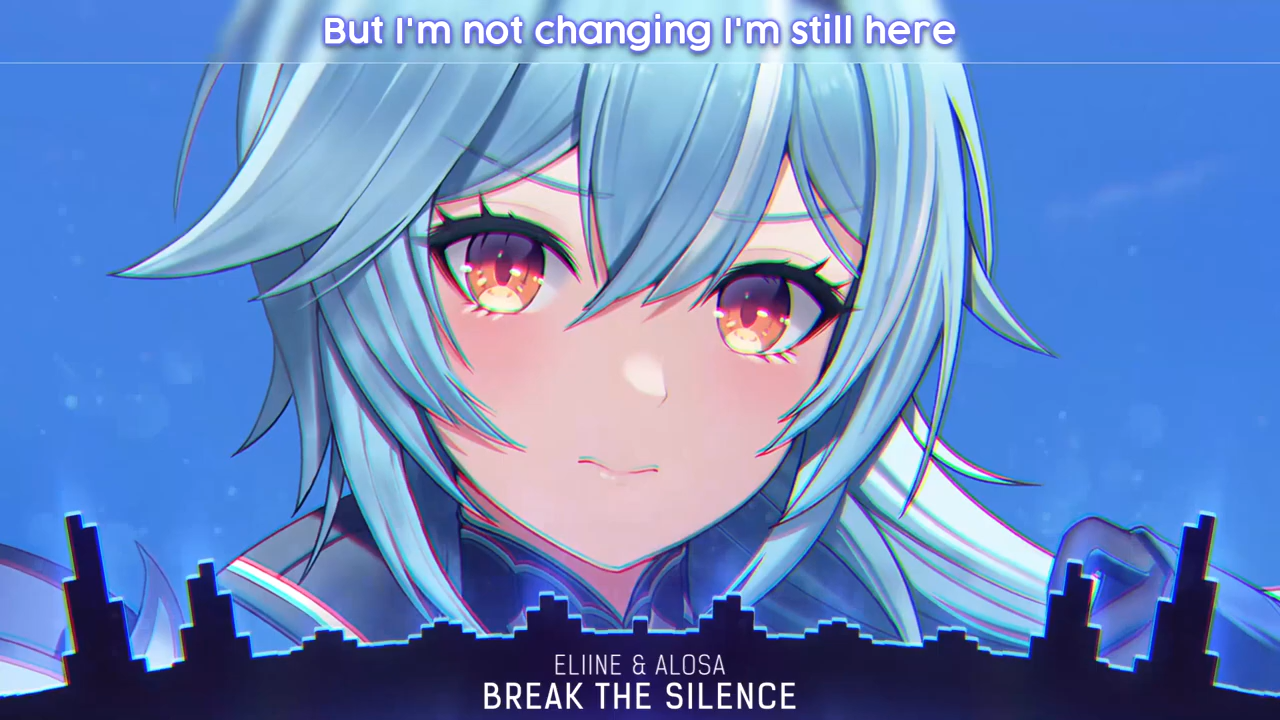 But I'm not changing I'm still here
ELIINE & ALOSA
BREAK THE SILENCE